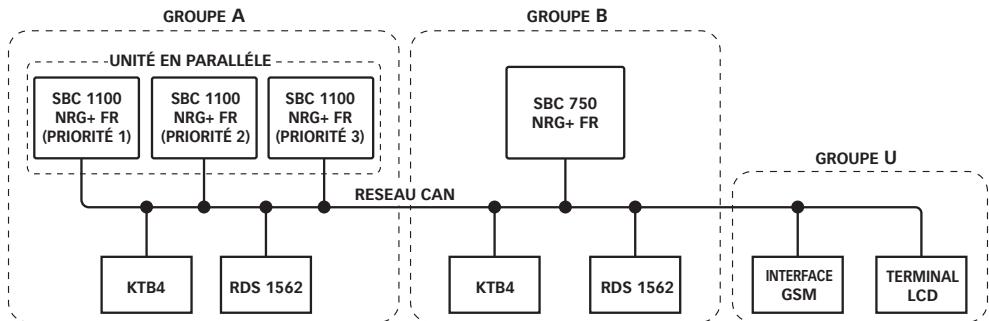 GROUPE A
GROUPE B
UNITÉ EN PARALLÉLE
SBC 1100
NRG+ FR
(PRIORITÉ 1)
SBC 1100
NRG+ FR
(PRIORITÉ 2)
SBC 1100
NRG+ FR
(PRIORITÉ 3)
SBC 750
NRG+ FR
GROUPE U
RESEAU CAN
KTB4
RDS 1562
KTB4
RDS 1562
INTERFACE
GSM
TERMINAL
LCD